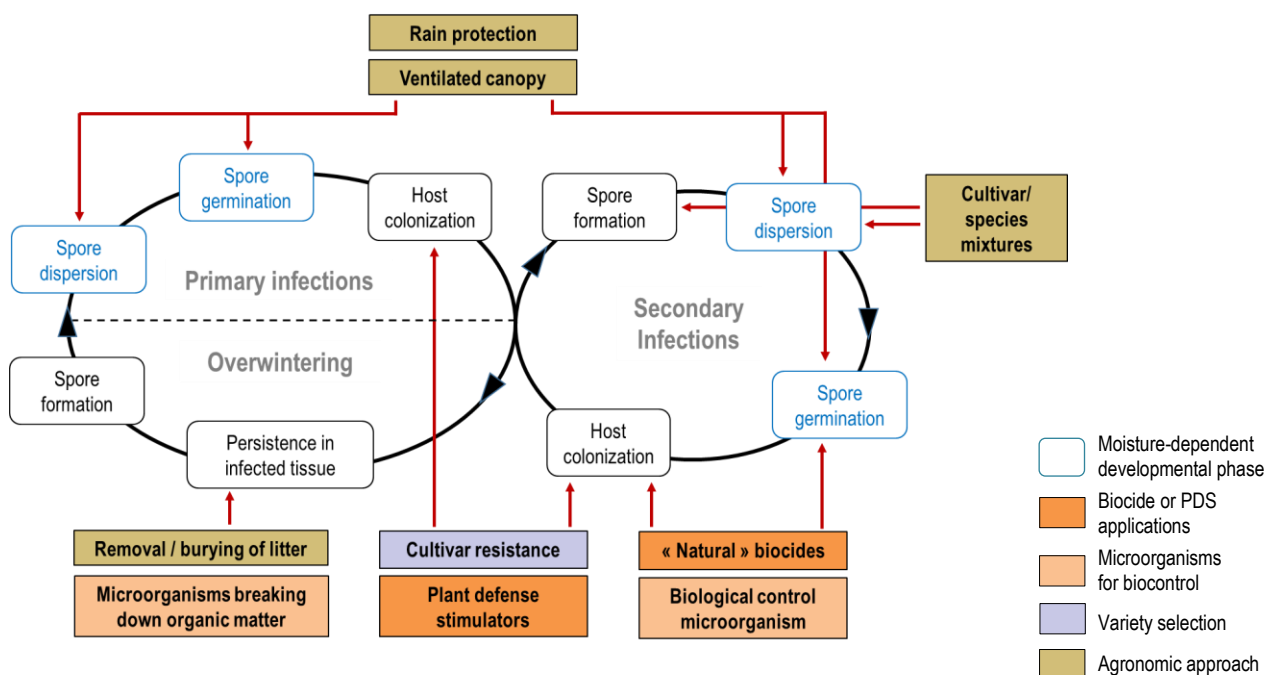 Rain protection
Ventilated canopy
Spore
germination
Host
colonization
Spore
formation
Spore
dispersion
Cultivar/
species
mixtures
Spore
dispersion
Primary infections
Secondary
Infections
Overwintering
Spore
formation
Persistence in
infected tissue
Host
colonization
Spore
germination
Removal / burying of litter
Microorganisms breaking
down organic matter
Cultivar resistance
Plant defense
stimulators
« Natural » biocides
Biological control
microorganism
Moisture-dependent
developmental phase
Biocide or PDS
applications
Microorganisms
for biocontrol
Variety selection
Agronomic approach